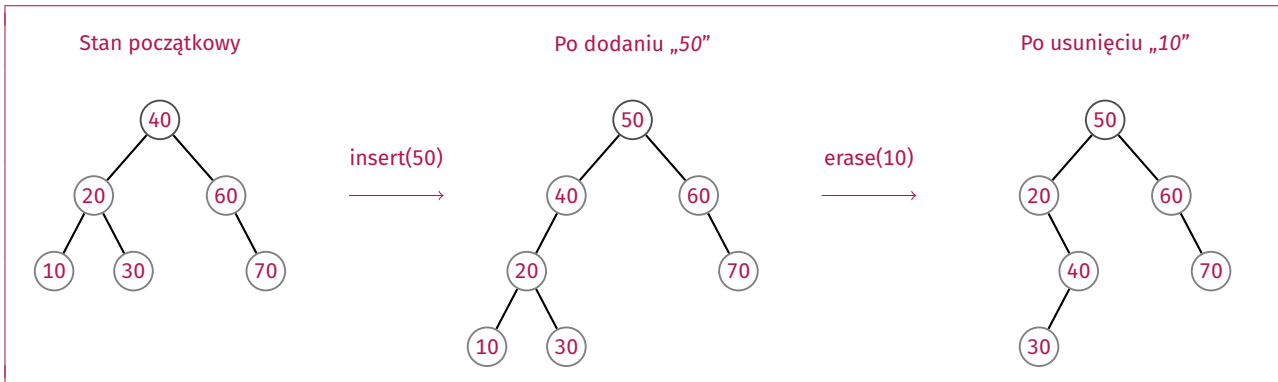 Stan początkowy
Po dodaniu „50”
Po usunięciu „10”
40
20 60
10 30 70
insert(50)
50
40 60
20 70
10 30
erase(10)
50
20 60
40 70
30